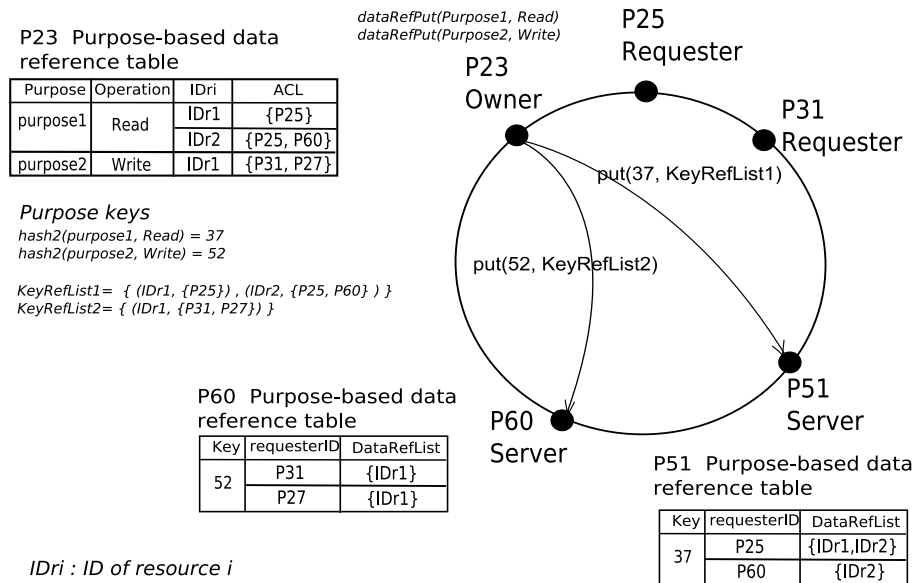 dataRefPut(Purpose1, Read)
dataRefPut(Purpose2, Write)
P25
Requester
P23 Purpose-based data
reference table
Purpose Operation IDri ACL
purpose1 Read IDr1 {P25}
IDr2 {P25, P60}
purpose2 Write IDr1 {P31, P27}
P23
Owner
P31
Requester
put(37, KeyRefList1)
Purpose keys
hash2(purpose1, Read) = 37
hash2(purpose2, Write) = 52
put(52, KeyRefList2)
KeyRefList1= { (IDr1, {P25}) , (IDr2, {P25, P60} ) }
KeyRefList2= { (IDr1, {P31, P27}) }
P60 Purpose-based data
reference table
Key requesterID DataRefList
52 P31 {IDr1}
P27 {IDr1}
P60
Server
P51
Server
P51 Purpose-based data
reference table
Key requesterID DataRefList
37 P25 {IDr1,IDr2}
P60 {IDr2}
IDri : ID of resource i